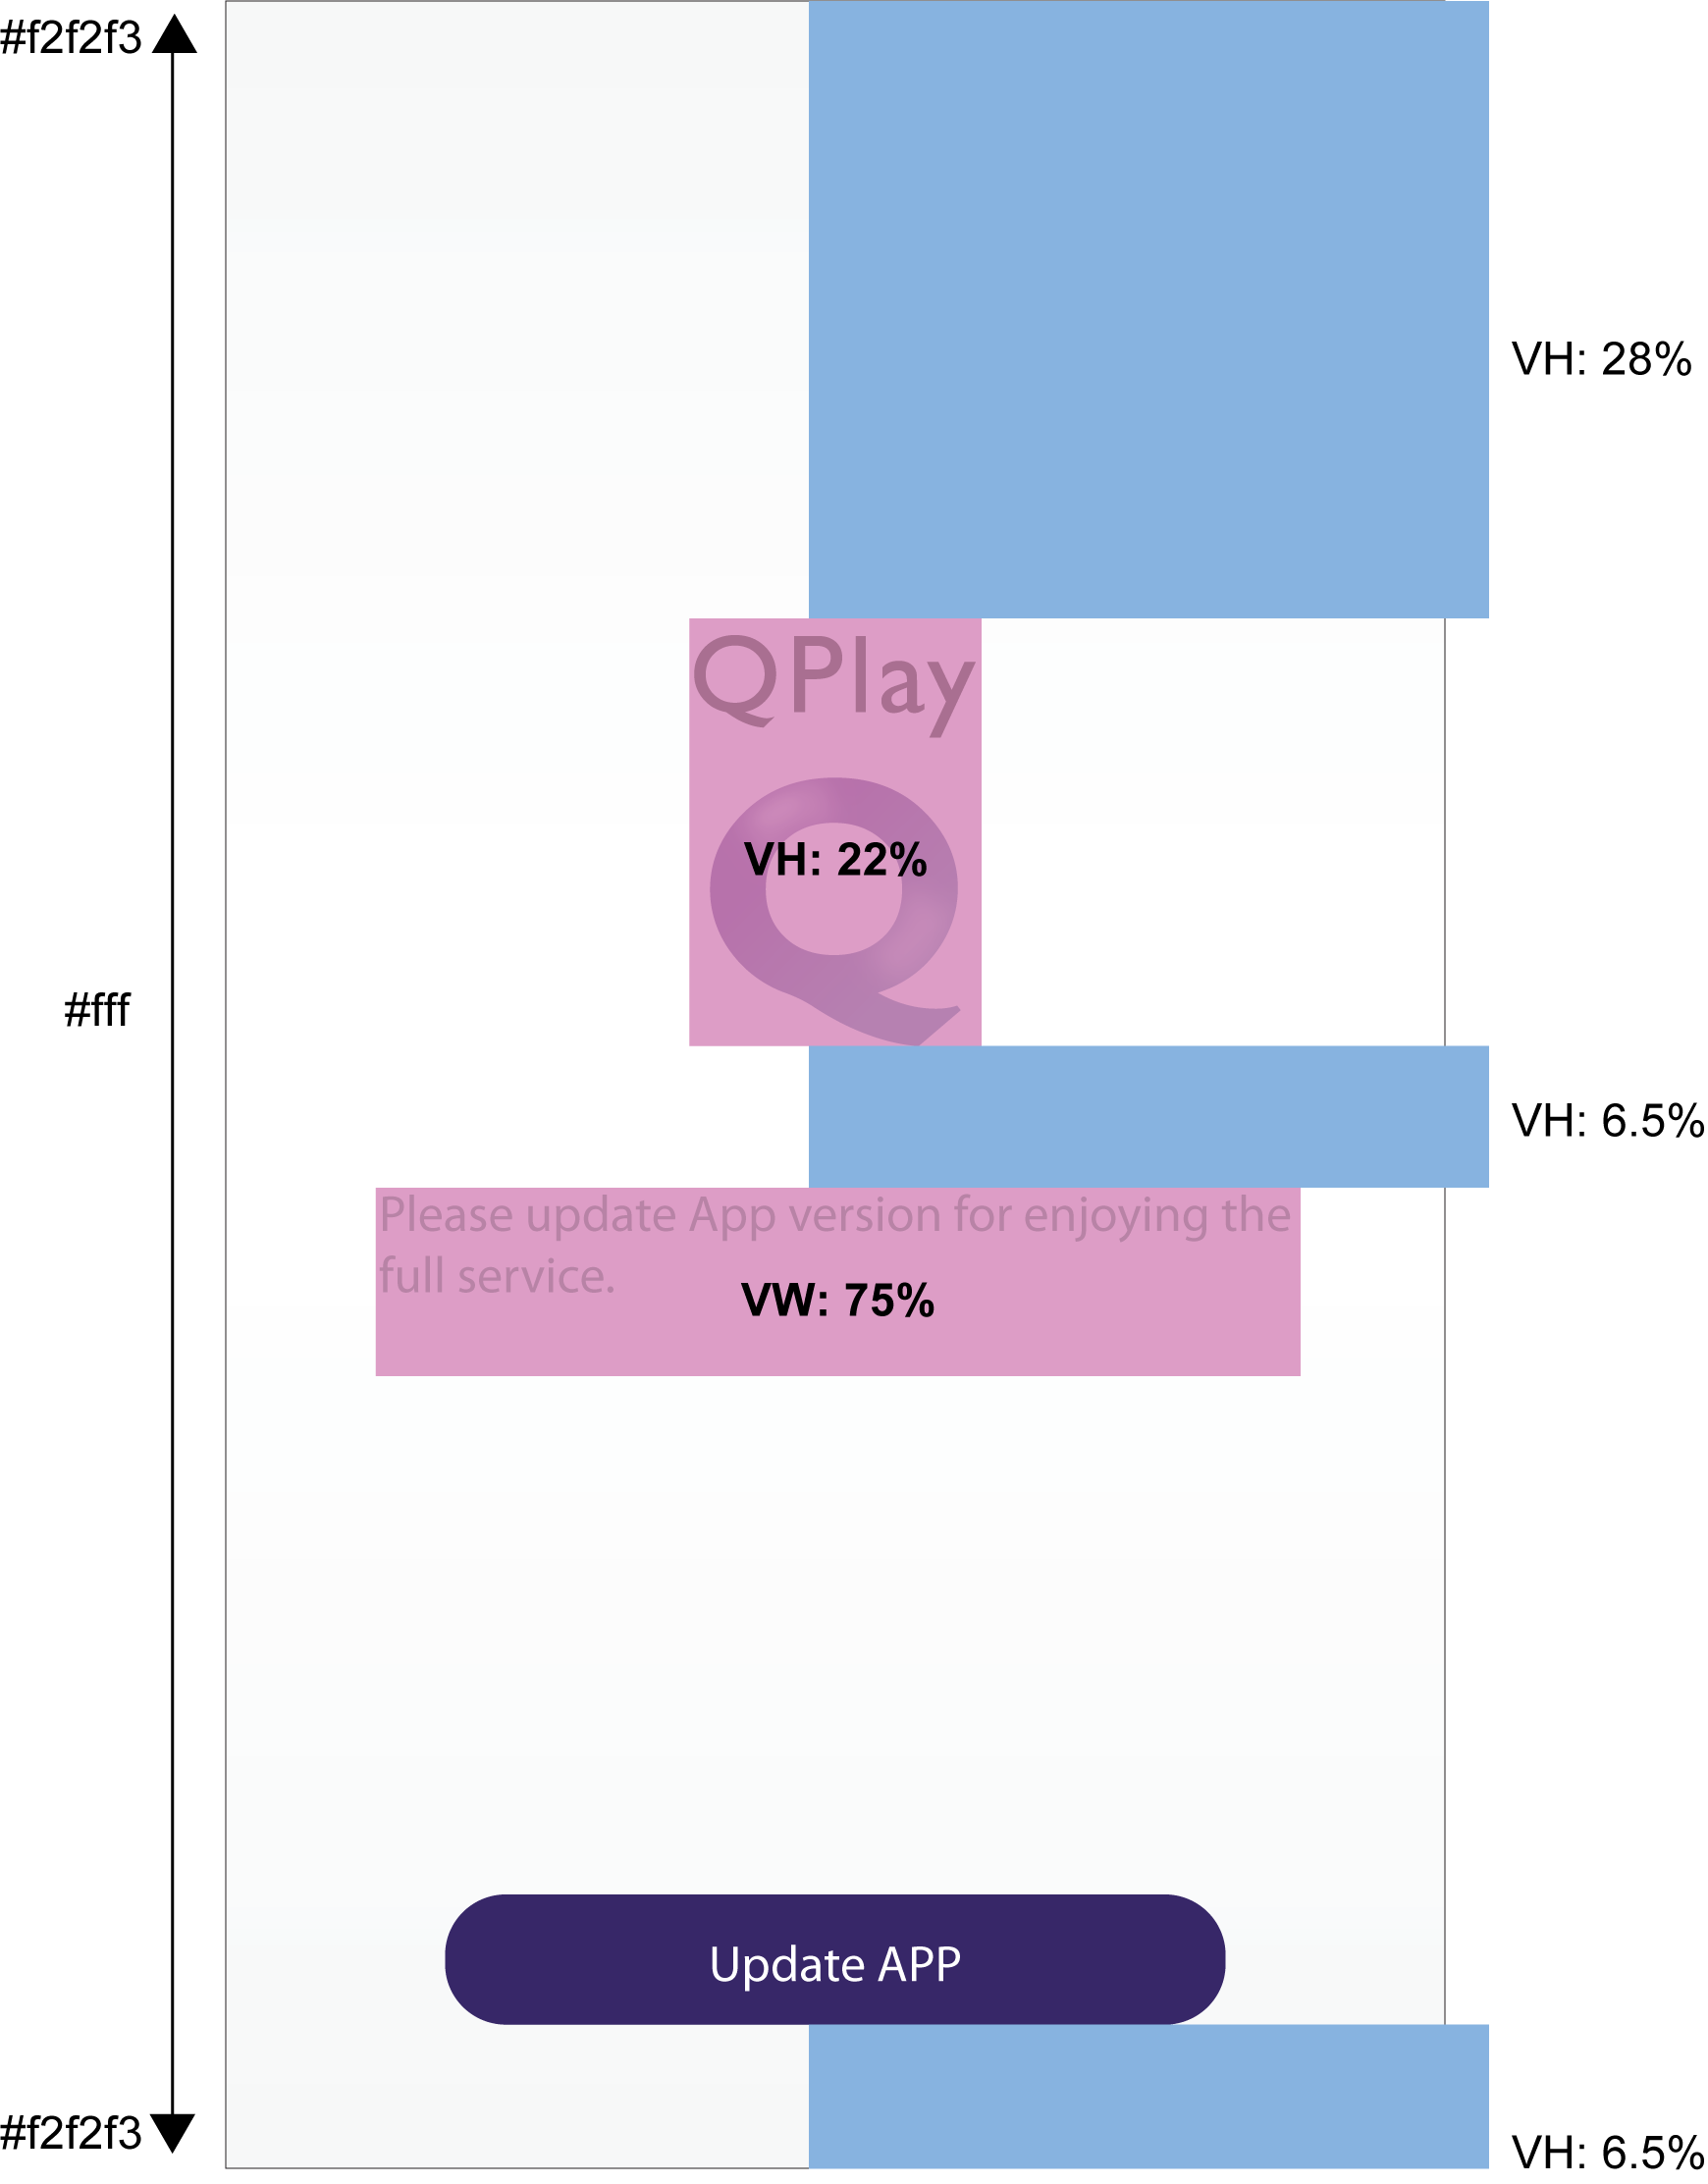 #f2f2f3
VH: 28%
QPlay
Q
VH: 22%
#fff
VH: 6.5%
Please update App version for enjoying the
full service.
VW: 75%
Update APP
#f2f2f3
VH: 6.5%